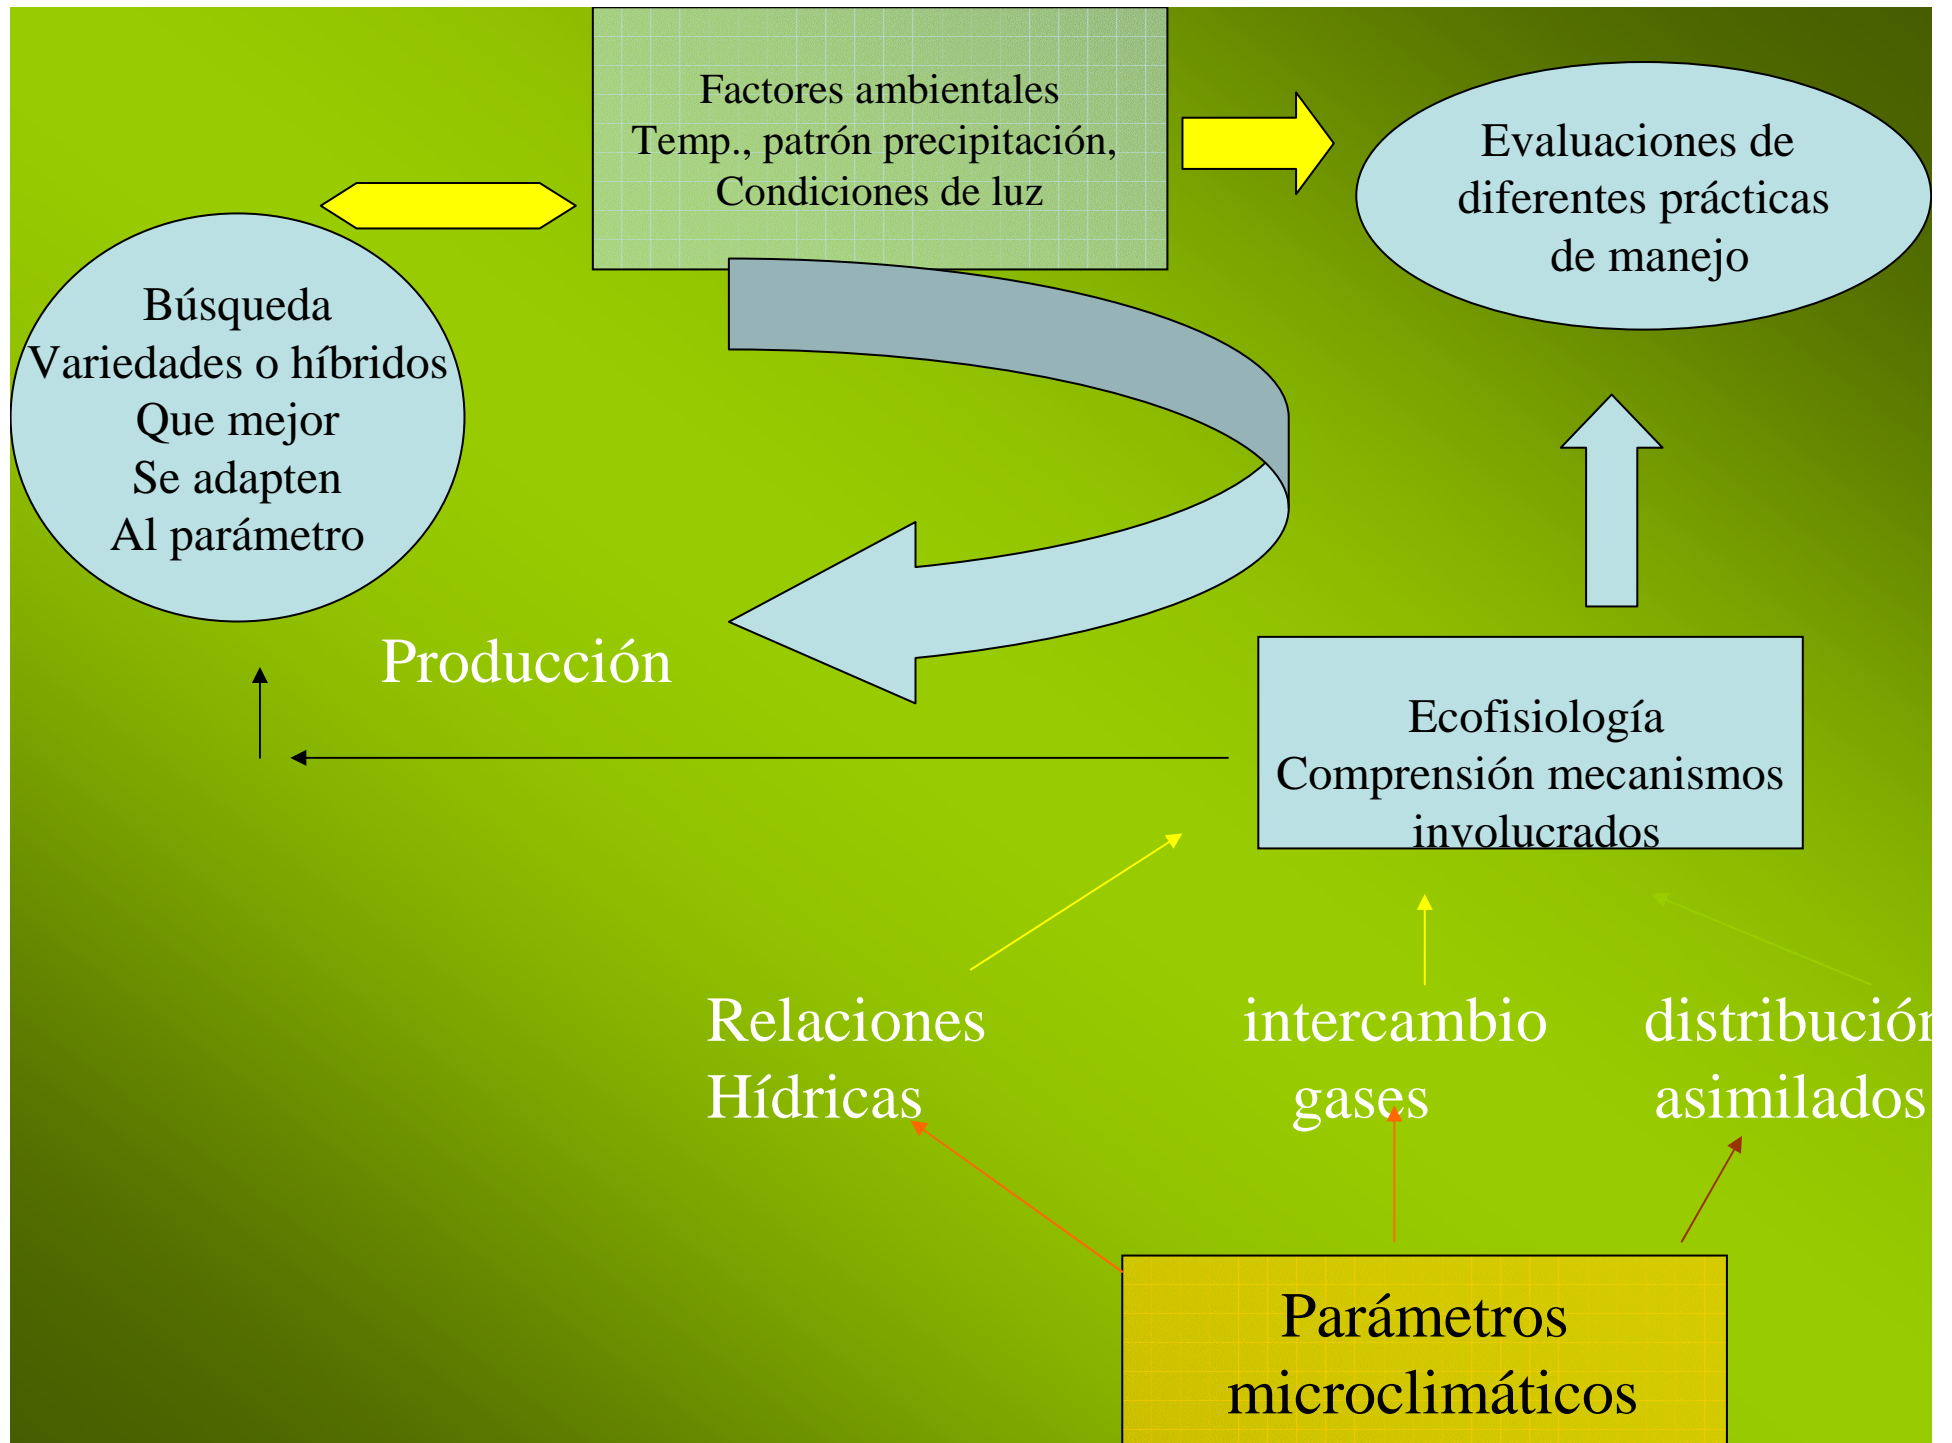 Factores ambientales
Temp., patrón precipitación,
Condiciones de luz
Evaluaciones de
diferentes prácticas
de manejo
Búsqueda
Variedades o híbridos
Que mejor
Se adapten
Al parámetro
Producción
Ecofisiología
Comprensión mecanismos
involucrados
Relaciones
Hídricas
intercambio
gases
distribución
asimilados
Parámetros
microclimáticos